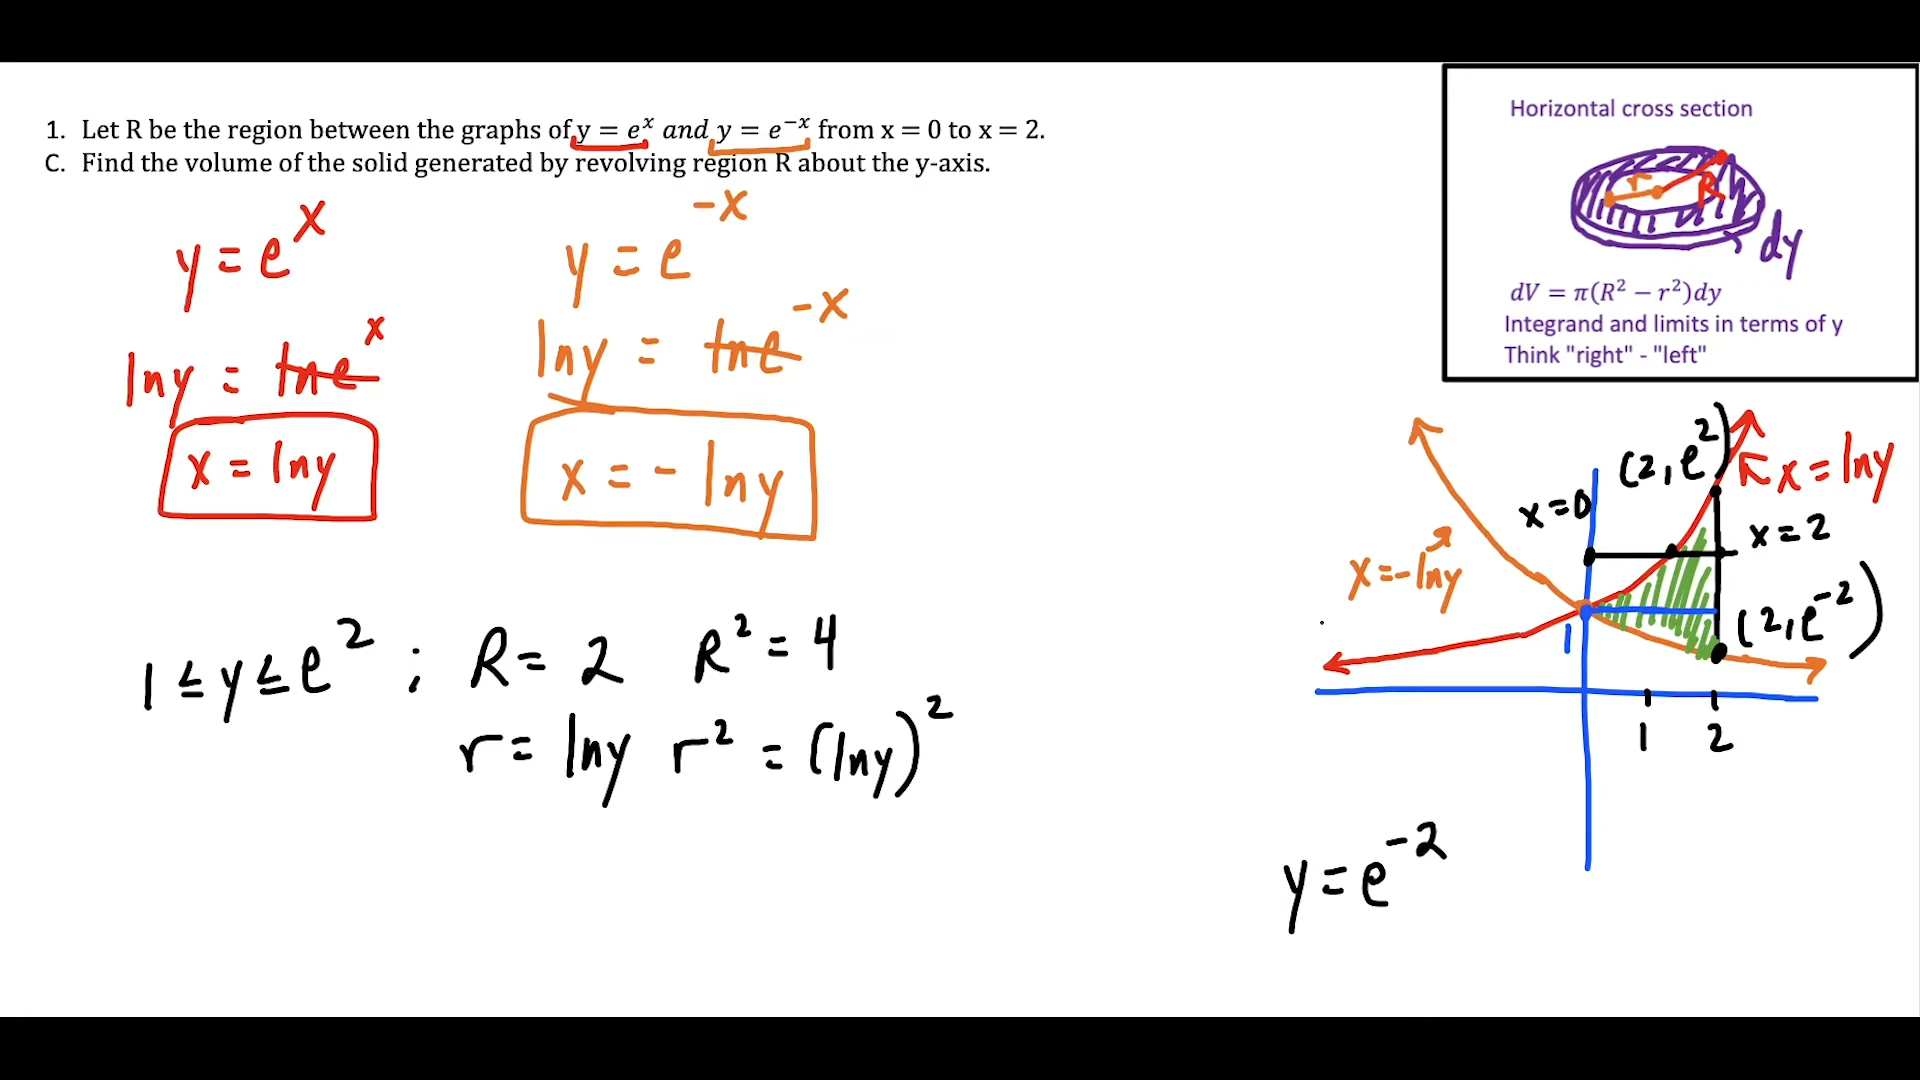 1. Let R be the region between the graphs of y = eˣ and y = e⁻ˣ from x = 0 to x = 2.
C. Find the volume of the solid generated by revolving region R about the y-axis.
y = eˣ
ln y = ln eˣ
x = ln y
y = e⁻ˣ
ln y = ln e⁻ˣ
x = - ln y
1 ≤ y ≤ e² ; R = 2 R² = 4
r = ln y r² = (ln y)²
Horizontal cross section
r
R
dy
dV = π(R² − r²)dy
Integrand and limits in terms of y
Think "right" - "left"
(2, e²)
x = ln y
x = 0
x = 2
x = - ln y
(2, e⁻²)
1
1 2
y = e⁻²